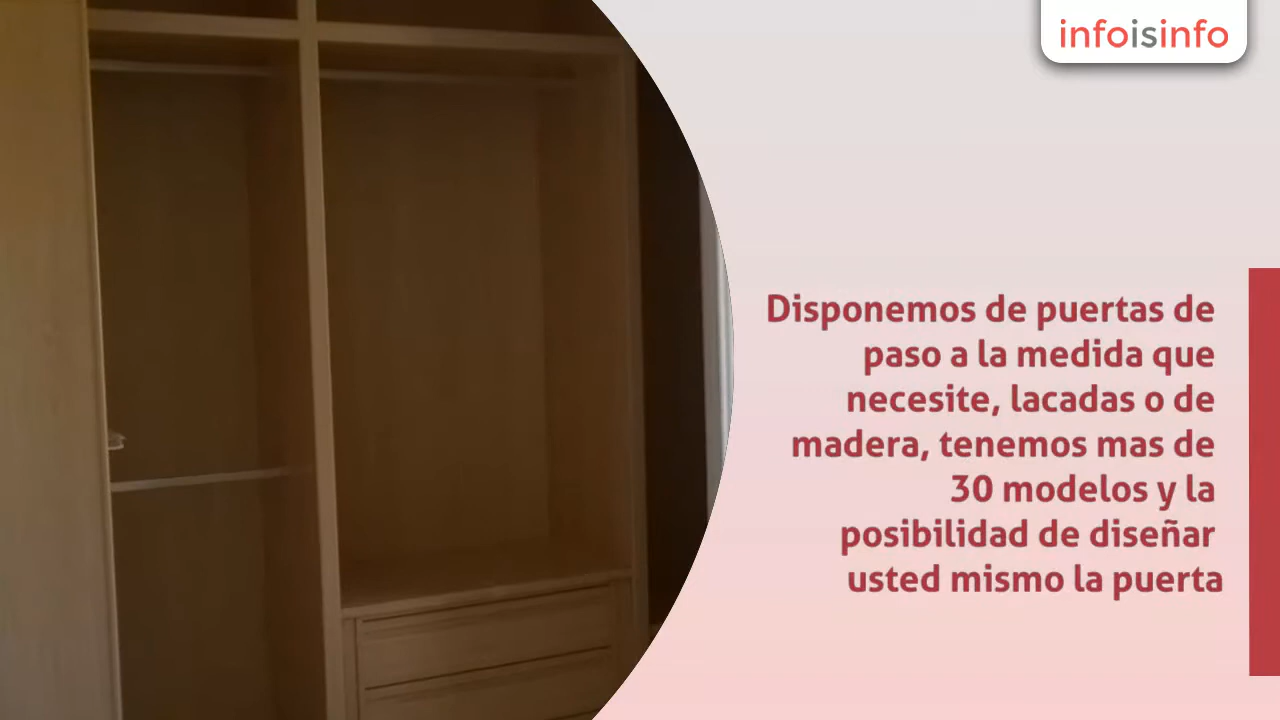 infoisinfo
Disponemos de puertas de
paso a la medida que
necesite, lacadas o de
madera, tenemos mas de
30 modelos y la
posibilidad de diseñar
usted mismo la puerta